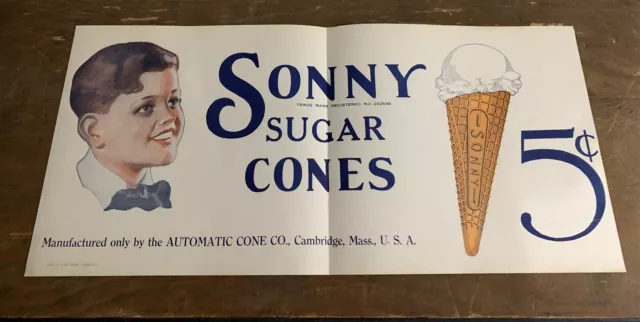 SONNY
TRADE MARK REGISTERED NO.
SUGAR
CONES
SONNY
5¢
Manufactured only by the AUTOMATIC CONE CO., Cambridge, Mass., U. S. A.